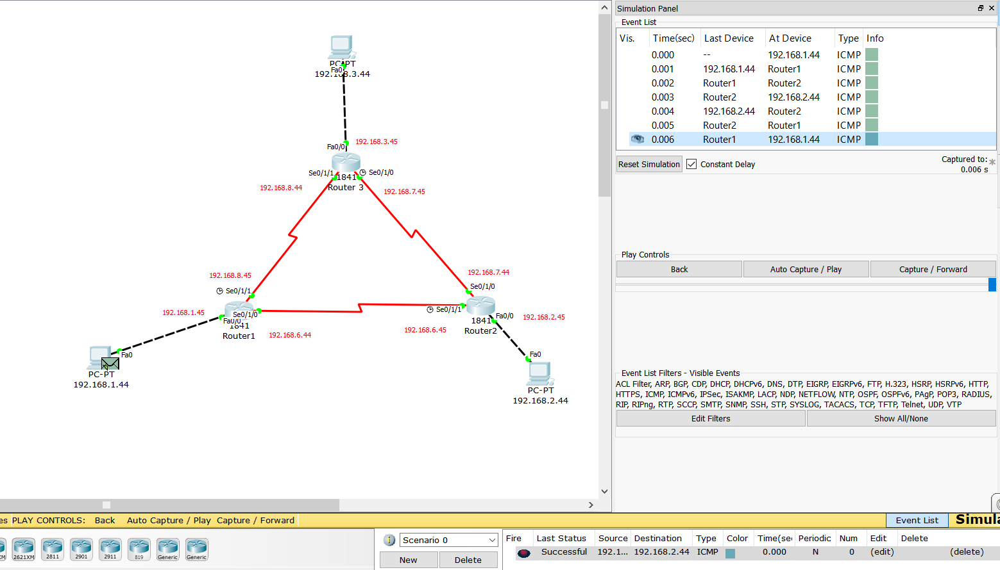 PC-PT
Fa0
192.168.3.44
192.168.3.45
Fa0/0
Se0/1/1
Se0/1/0
1841
Router 3
192.168.8.44
192.168.7.45
192.168.8.45
Se0/1/1
192.168.7.44
Se0/1/0
192.168.1.45
Se0/1/0
Fa0/0
1841
Router1
192.168.6.44
Se0/1/1
Fa0/0
192.168.2.45
1841
Router2
192.168.6.45
Fa0
PC-PT
192.168.1.44
Fa0
PC-PT
192.168.2.44
Simulation Panel
Event List
Vis. Time(sec) Last Device At Device Type Info
0.000 -- 192.168.1.44 ICMP
0.001 192.168.1.44 Router1 ICMP
0.002 Router1 Router2 ICMP
0.003 Router2 192.168.2.44 ICMP
0.004 192.168.2.44 Router2 ICMP
0.005 Router2 Router1 ICMP
0.006 Router1 192.168.1.44 ICMP
Reset Simulation Constant Delay Captured to: *
0.006 s
Play Controls
Back Auto Capture / Play Capture / Forward
Event List Filters - Visible Events
ACL Filter, ARP, BGP, CDP, DHCP, DHCPv6, DNS, DTP, EIGRP, EIGRPv6, FTP, H.323, HSRP, HSRPv6, HTTP,
HTTPS, ICMP, ICMPv6, IPSec, ISAKMP, LACP, NDP, NETFLOW, NTP, OSPF, OSPFv6, PAgP, POP3, RADIUS,
RIP, RIPng, RTP, SCCP, SMTP, SNMP, SSH, STP, SYSLOG, TACACS, TCP, TFTP, Telnet, UDP, VTP
Edit Filters Show All/None
es PLAY CONTROLS: Back Auto Capture / Play Capture / Forward
Event List Simula
XM 2621XM 2811 2901 2911 819 Generic Generic
Scenario 0
New Delete
Fire Last Status Source Destination Type Color Time(sec Periodic Num Edit Delete
Successful 192.1... 192.168.2.44 ICMP 0.000 N 0 (edit) (delete)